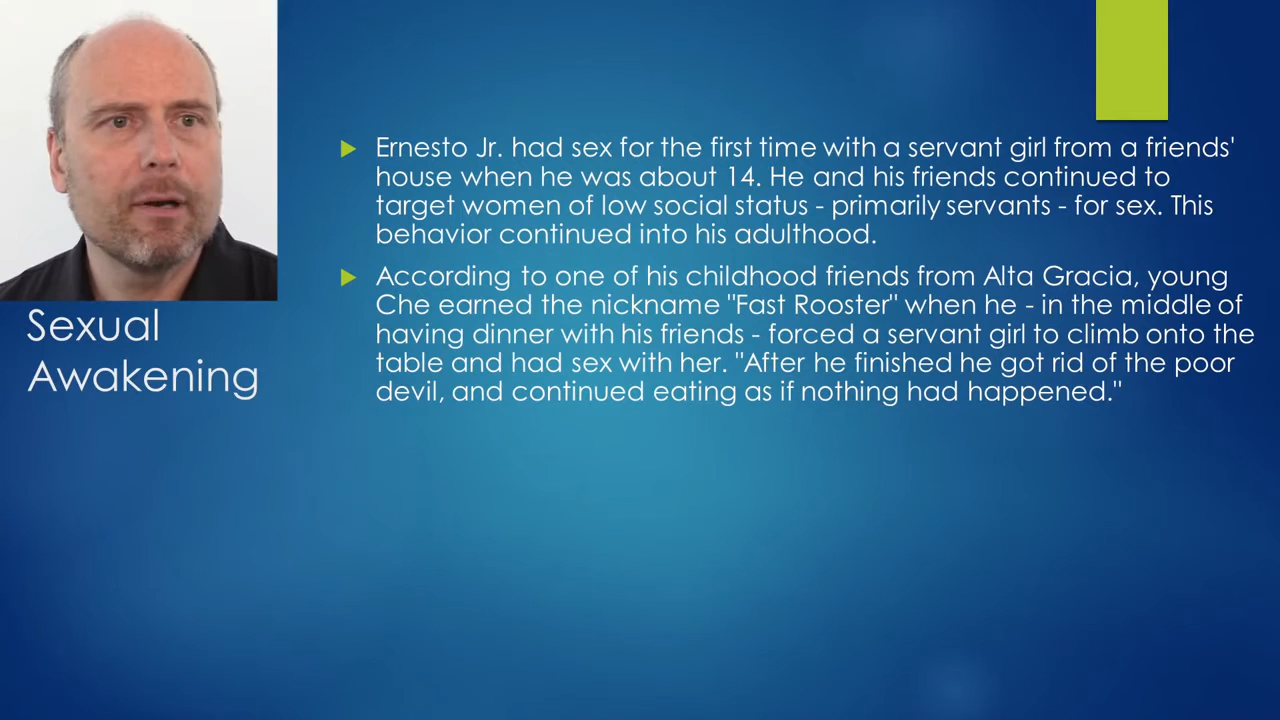 Sexual
Awakening
Ernesto Jr. had sex for the first time with a servant girl from a friends'
house when he was about 14. He and his friends continued to
target women of low social status - primarily servants - for sex. This
behavior continued into his adulthood.
According to one of his childhood friends from Alta Gracia, young
Che earned the nickname "Fast Rooster" when he - in the middle of
having dinner with his friends - forced a servant girl to climb onto the
table and had sex with her. "After he finished he got rid of the poor
devil, and continued eating as if nothing had happened."